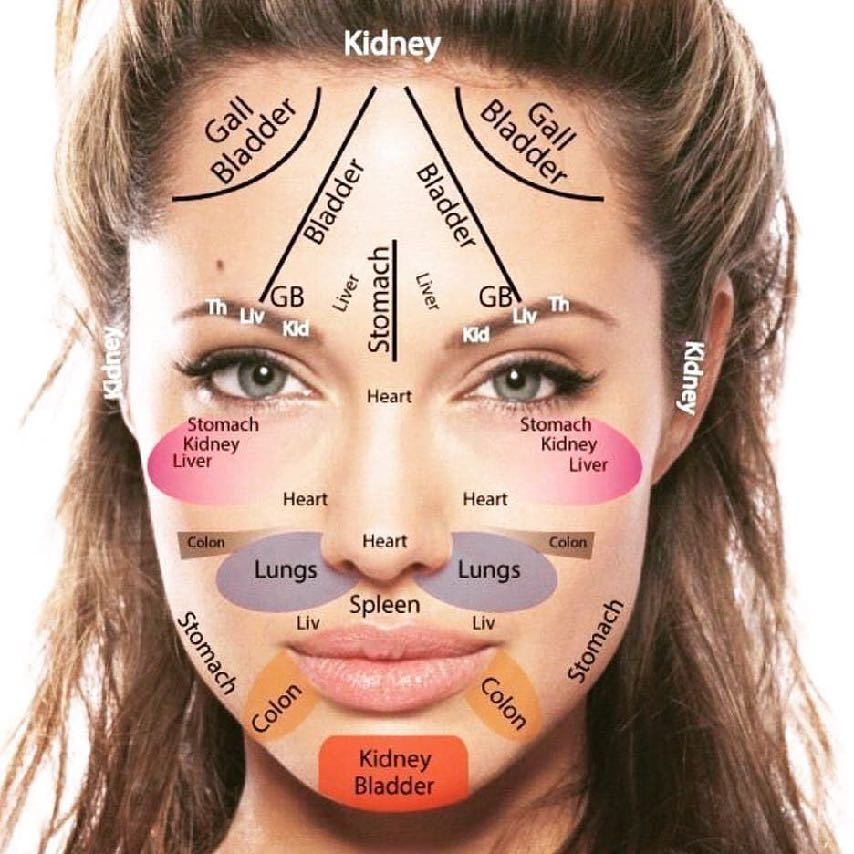 Kidney
Gall
Bladder
Gall
Bladder
Bladder
Bladder
Liver
Stomach
Liver
GB
GB
Th
Liv
Kid
Kid
Liv
Th
Kidney
Kidney
Heart
Stomach
Kidney
Liver
Stomach
Kidney
Liver
Heart
Heart
Colon
Heart
Colon
Lungs
Lungs
Spleen
Liv
Liv
Stomach
Stomach
Colon
Colon
Kidney
Bladder